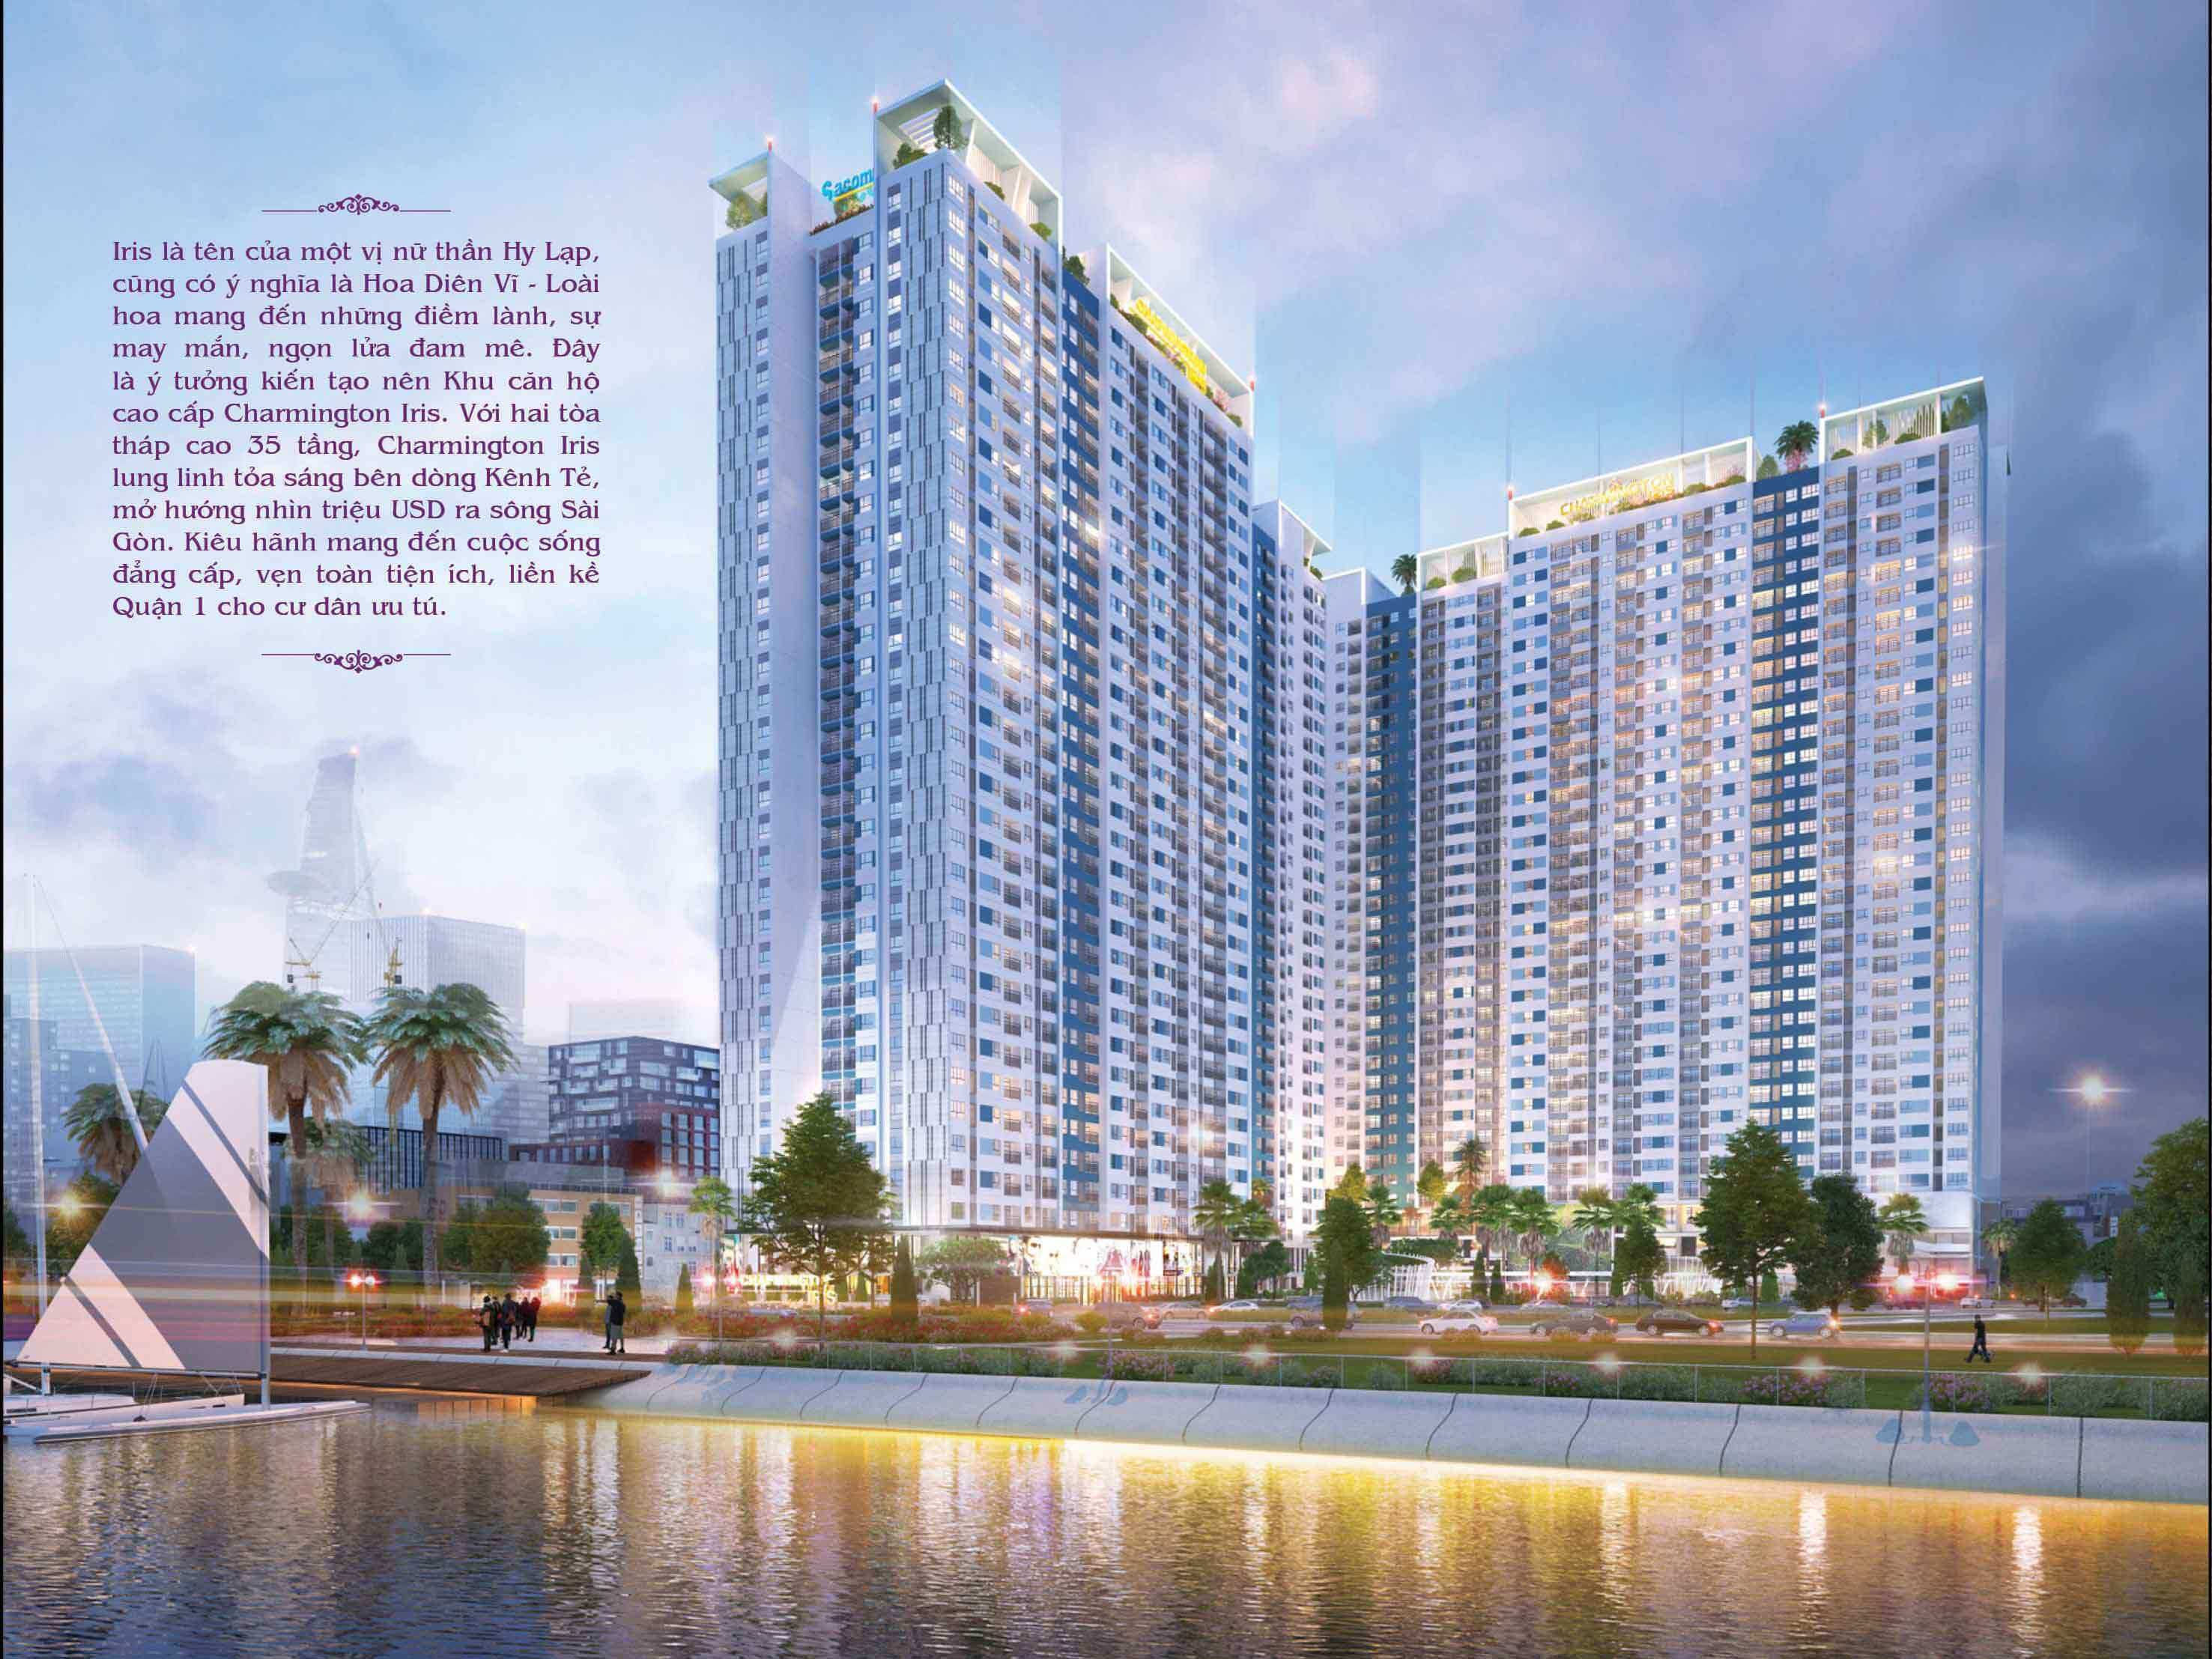 Sacom
Iris là tên của một vị nữ thần Hy Lạp,
cũng có ý nghĩa là Hoa Diên Vĩ - Loài
hoa mang đến những điềm lành, sự
may mắn, ngọn lửa đam mê. Đây
là ý tưởng kiến tạo nên Khu căn hộ
cao cấp Charmington Iris. Với hai tòa
tháp cao 35 tầng, Charmington Iris
lung linh tỏa sáng bên dòng Kênh Tẻ,
mở hướng nhìn triệu USD ra sông Sài
Gòn. Kiêu hãnh mang đến cuộc sống
đẳng cấp, vẹn toàn tiện ích, liền kề
Quận 1 cho cư dân ưu tú.
CHARMINGTON
CHARMINGTON
IRIS